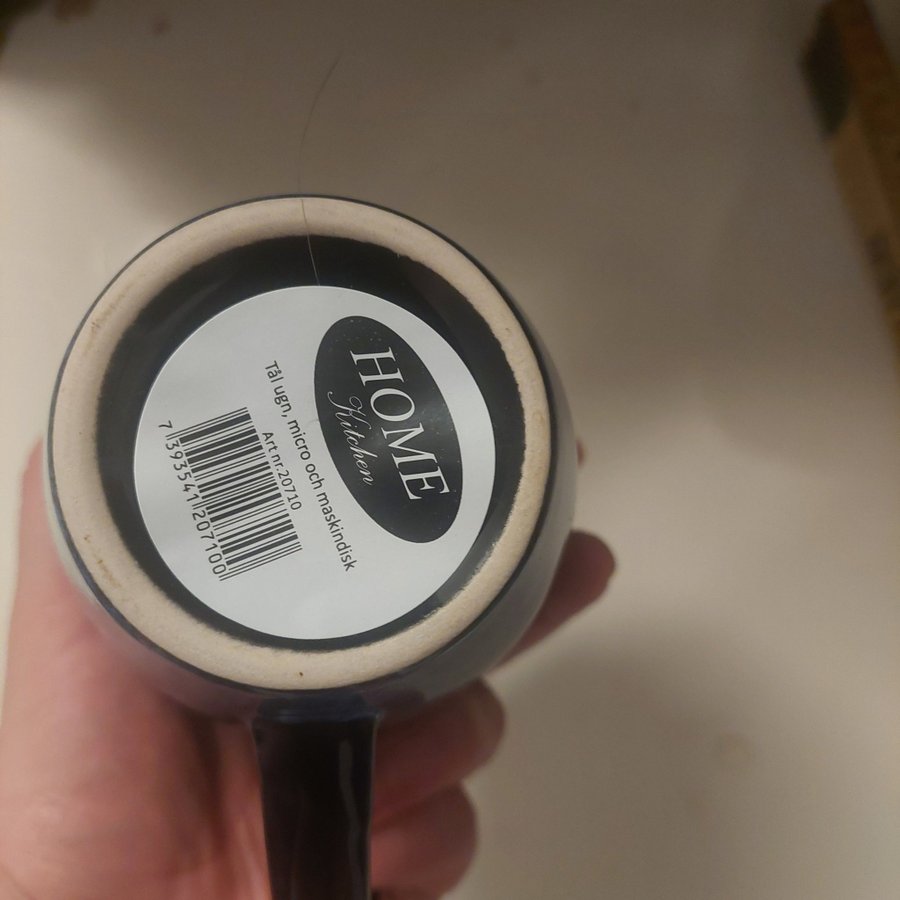 HOME
Kitchen
Tål ugn, micro och maskindisk
Art nr.20710
7 393541 207100